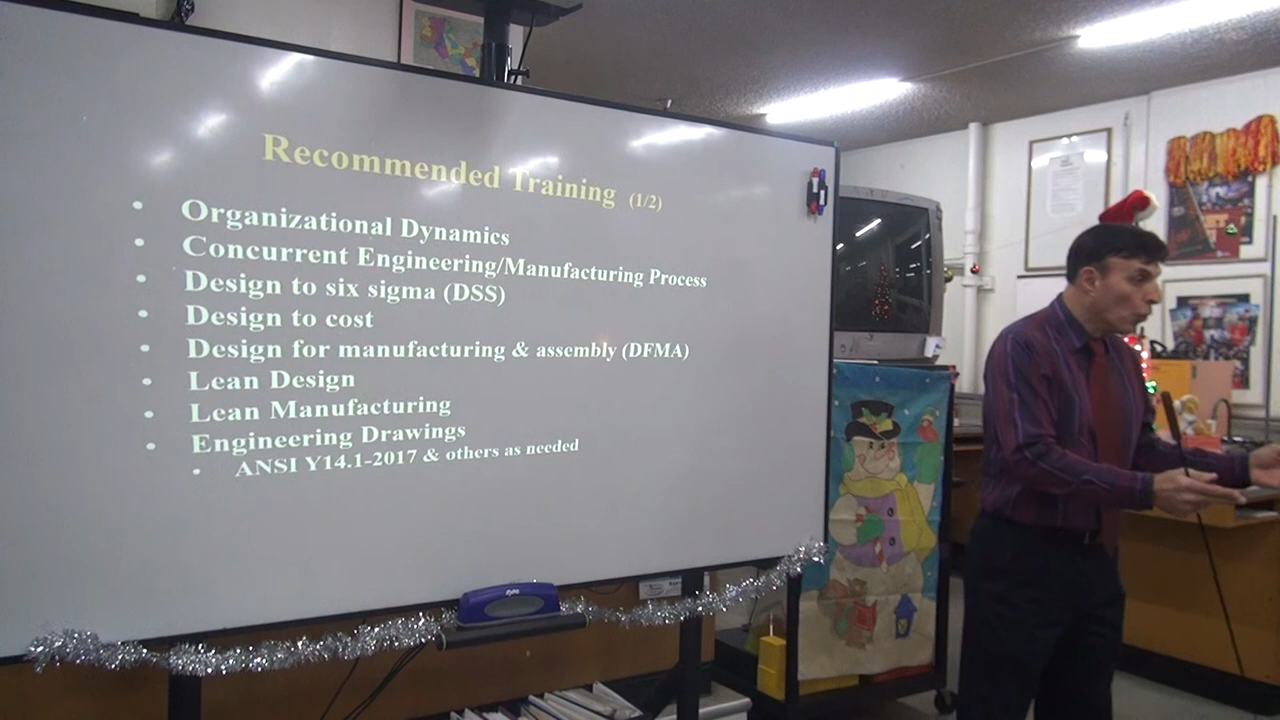 Recommended Training (1/2)
• Organizational Dynamics
• Concurrent Engineering/Manufacturing Process
• Design to six sigma (DSS)
• Design to cost
• Design for manufacturing & assembly (DFMA)
• Lean Design
• Lean Manufacturing
• Engineering Drawings
• ANSI Y14.1-2017 & others as needed
EXPO